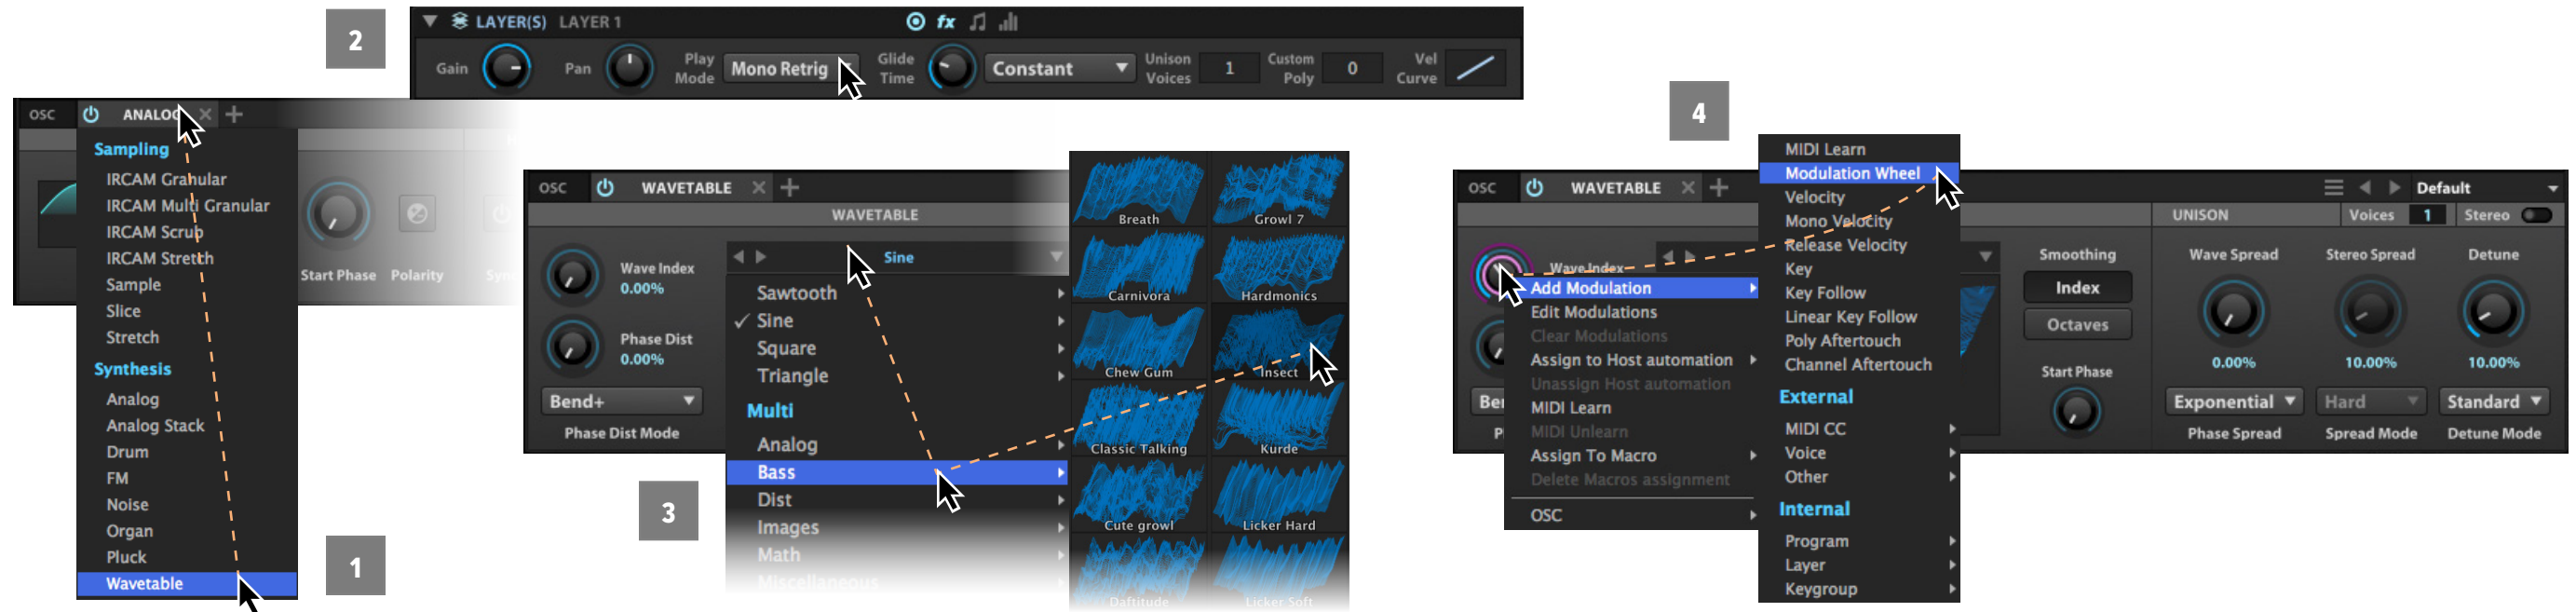 2
LAYER(S) LAYER 1 fx
Gain Pan Play Mode Mono Retrig Glide Time Constant Unison Voices 1 Custom Poly 0 Vel Curve
OSC ANALOG
Sampling
IRCAM Granular
IRCAM Multi Granular
IRCAM Scrub
IRCAM Stretch
Sample
Slice
Stretch
Synthesis
Analog
Analog Stack
Drum
FM
Noise
Organ
Pluck
Wavetable
Start Phase Polarity Sync
1
OSC WAVETABLE
WAVETABLE
Wave Index
0.00%
Phase Dist
0.00%
Bend+
Phase Dist Mode
Sine
Sawtooth
Sine
Square
Triangle
Multi
Analog
Bass
Dist
Images
Math
Miscellaneous
3
Breath Growl 7
Carnivora Hardmonics
Chew Gum Insect
Classic Talking Kurde
Cute growl Licker Hard
Daftitude Licker Soft
4
OSC WAVETABLE
Wave Index
Add Modulation
Edit Modulations
Clear Modulations
Assign to Host automation
Unassign Host automation
MIDI Learn
MIDI Unlearn
Assign To Macro
Delete Macros assignment
OSC
MIDI Learn
Modulation Wheel
Velocity
Mono Velocity
Release Velocity
Key
Key Follow
Linear Key Follow
Poly Aftertouch
Channel Aftertouch
External
MIDI CC
Voice
Other
Internal
Program
Layer
Keygroup
Default
UNISON Voices 1 Stereo
Smoothing
Index
Octaves
Start Phase
Wave Spread Stereo Spread Detune
0.00% 10.00% 10.00%
Exponential Hard Standard
Phase Spread Spread Mode Detune Mode